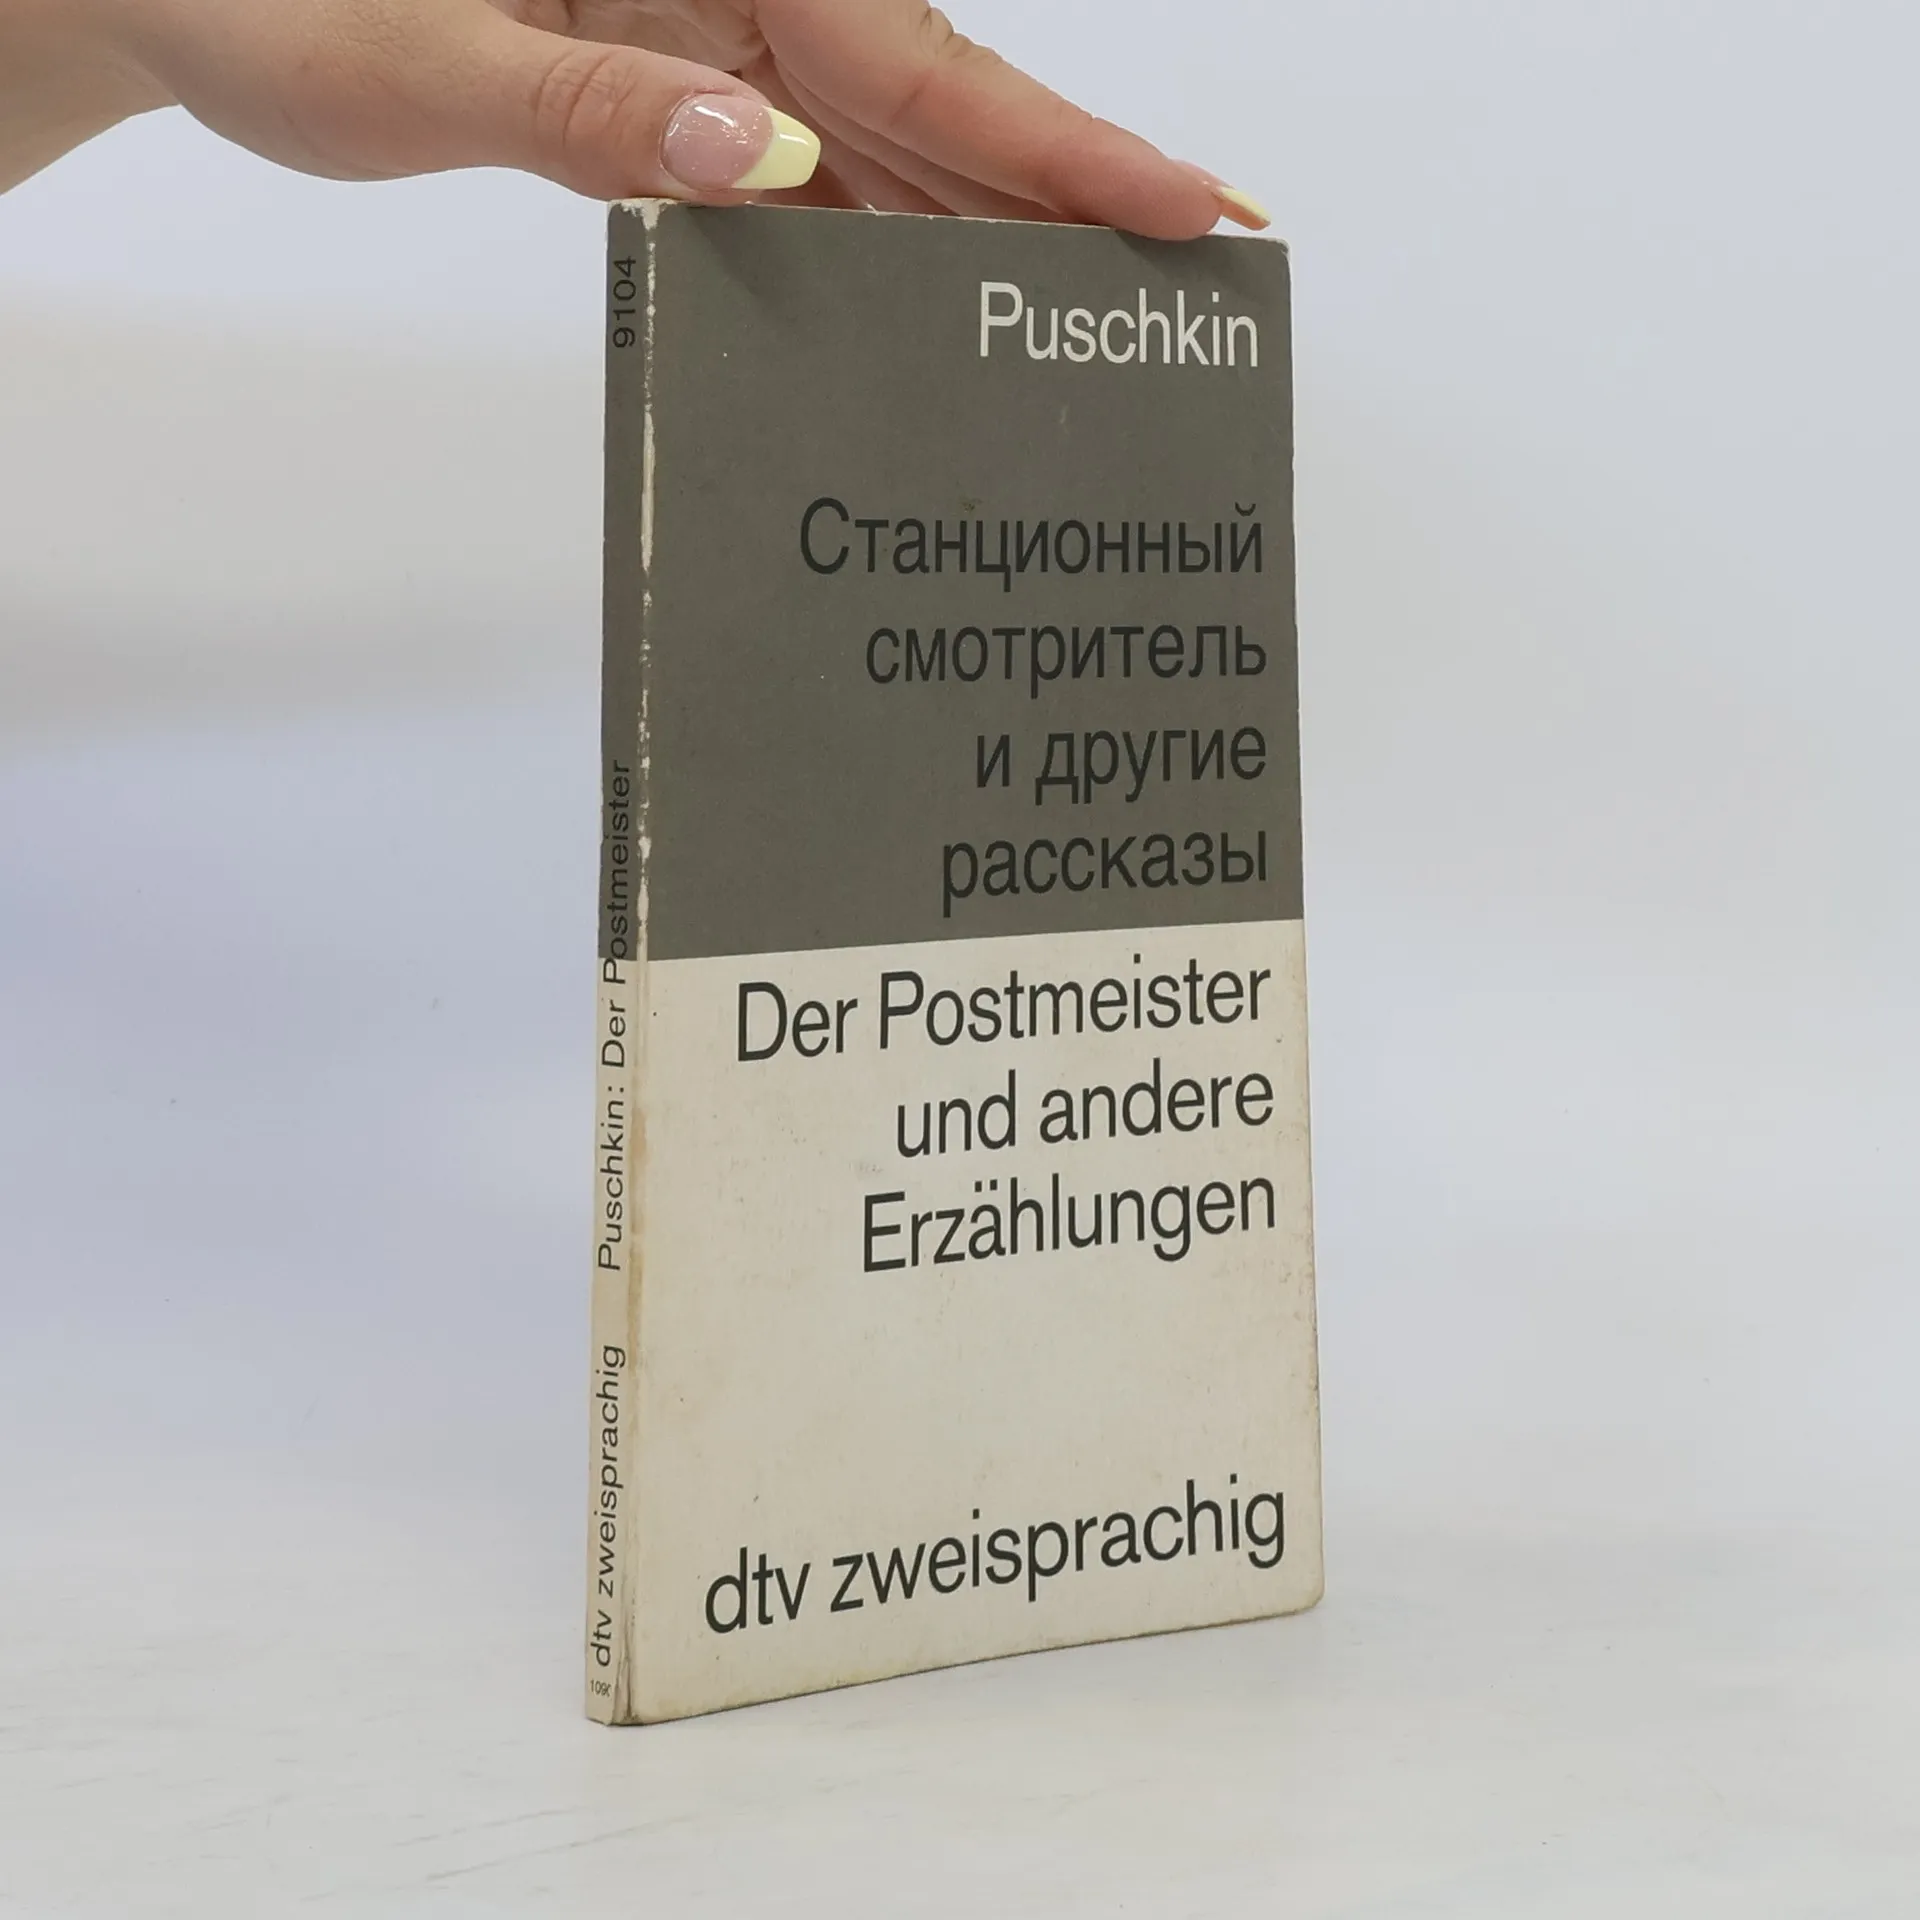 Puschkin
Станционный
смотритель
и другие
рассказы
Der Postmeister
und andere
Erzählungen
dtv zweisprachig
dtv zweisprachig Puschkin: Der Postmeister 9104